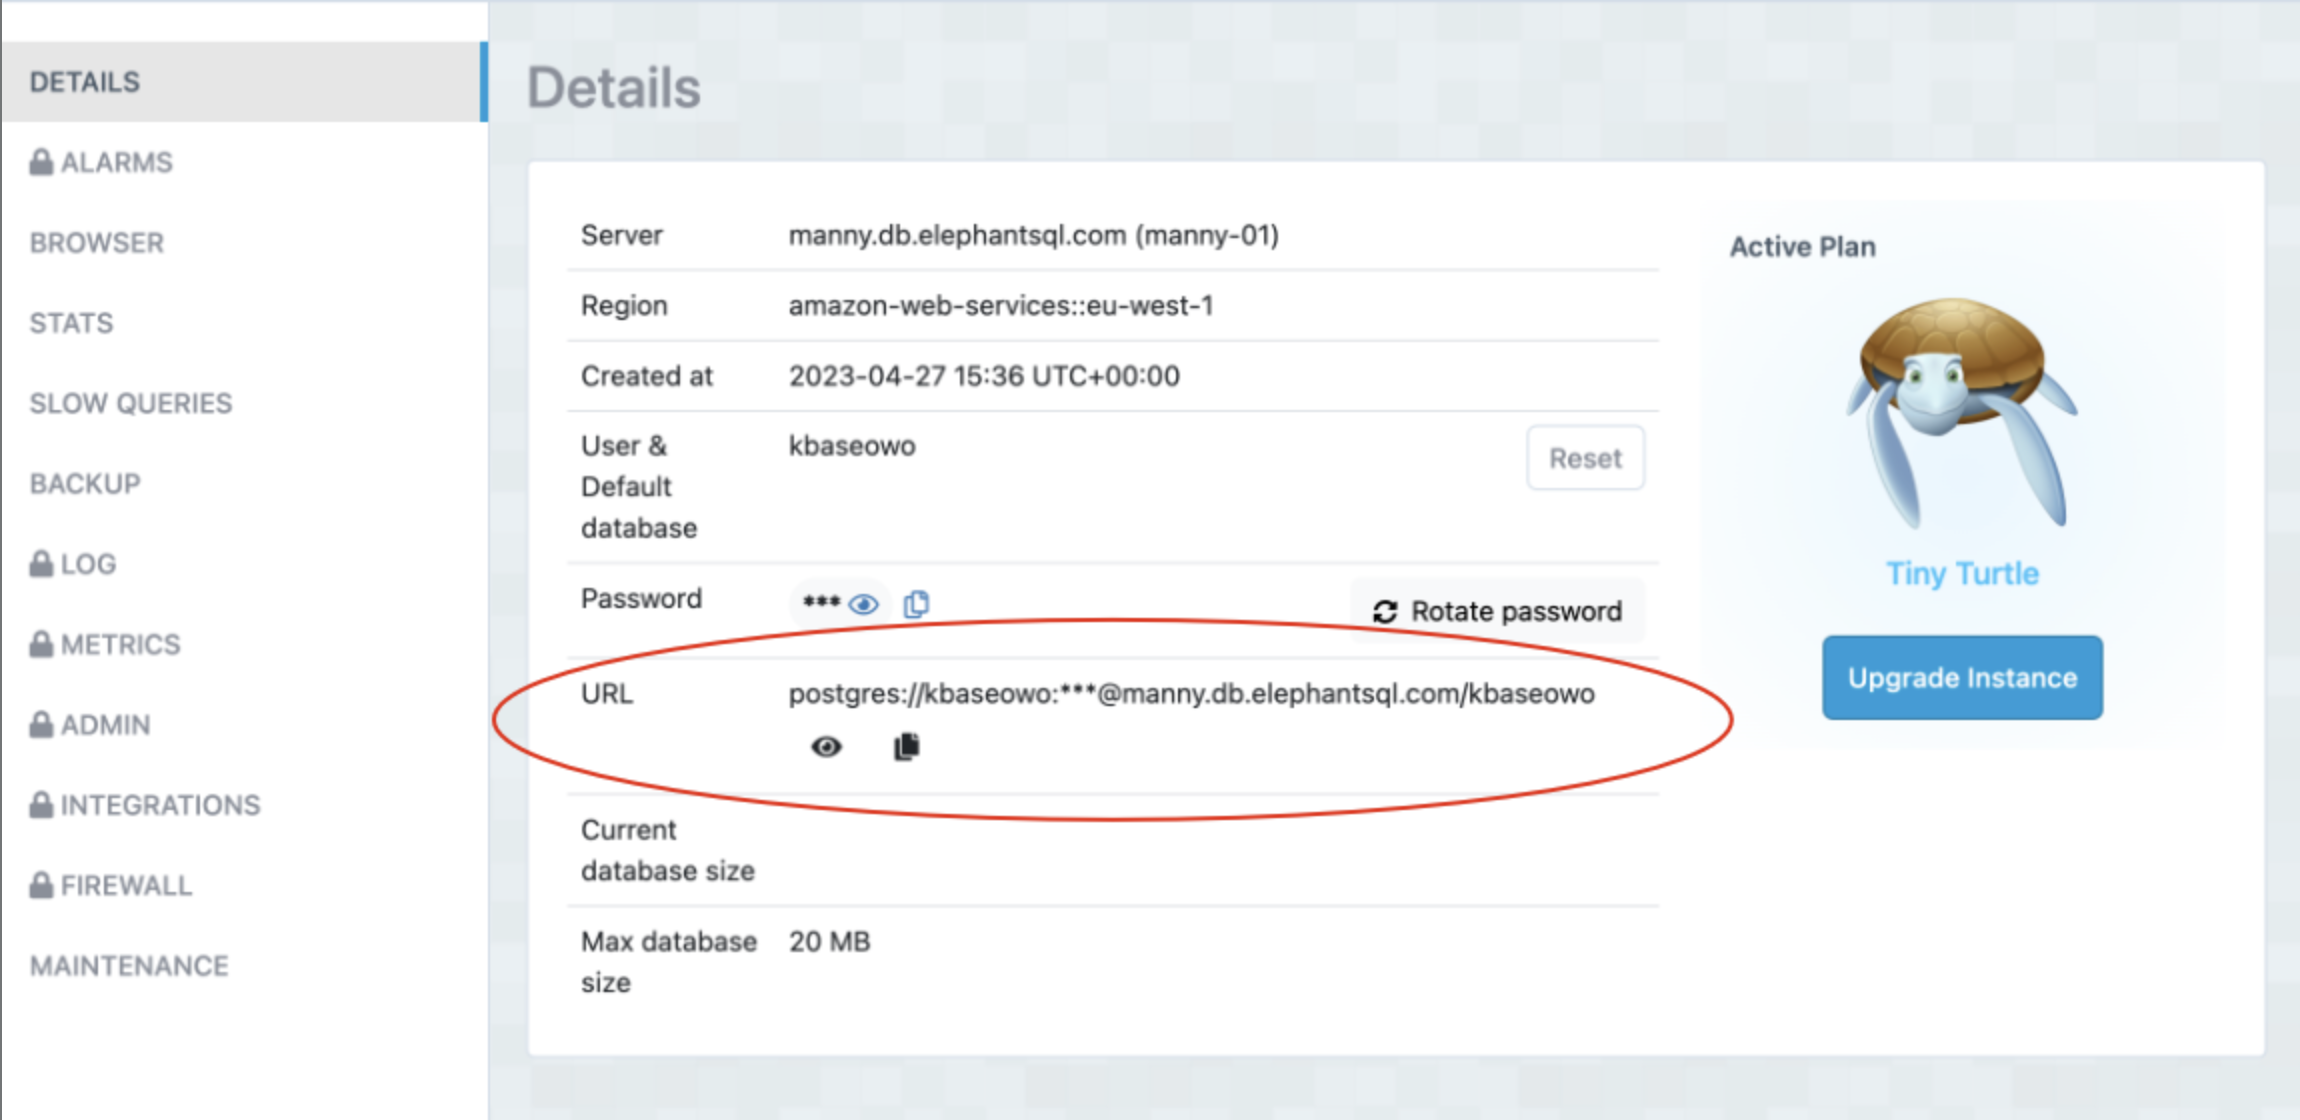 DETAILS
ALARMS
BROWSER
STATS
SLOW QUERIES
BACKUP
LOG
METRICS
ADMIN
INTEGRATIONS
FIREWALL
MAINTENANCE
Details
Server manny.db.elephantsql.com (manny-01)
Region amazon-web-services::eu-west-1
Created at 2023-04-27 15:36 UTC+00:00
User & kbaseowo Reset
Default
database
Password *** Rotate password
URL postgres://kbaseowo:***@manny.db.elephantsql.com/kbaseowo
Current
database size
Max database 20 MB
size
Active Plan
Tiny Turtle
Upgrade Instance